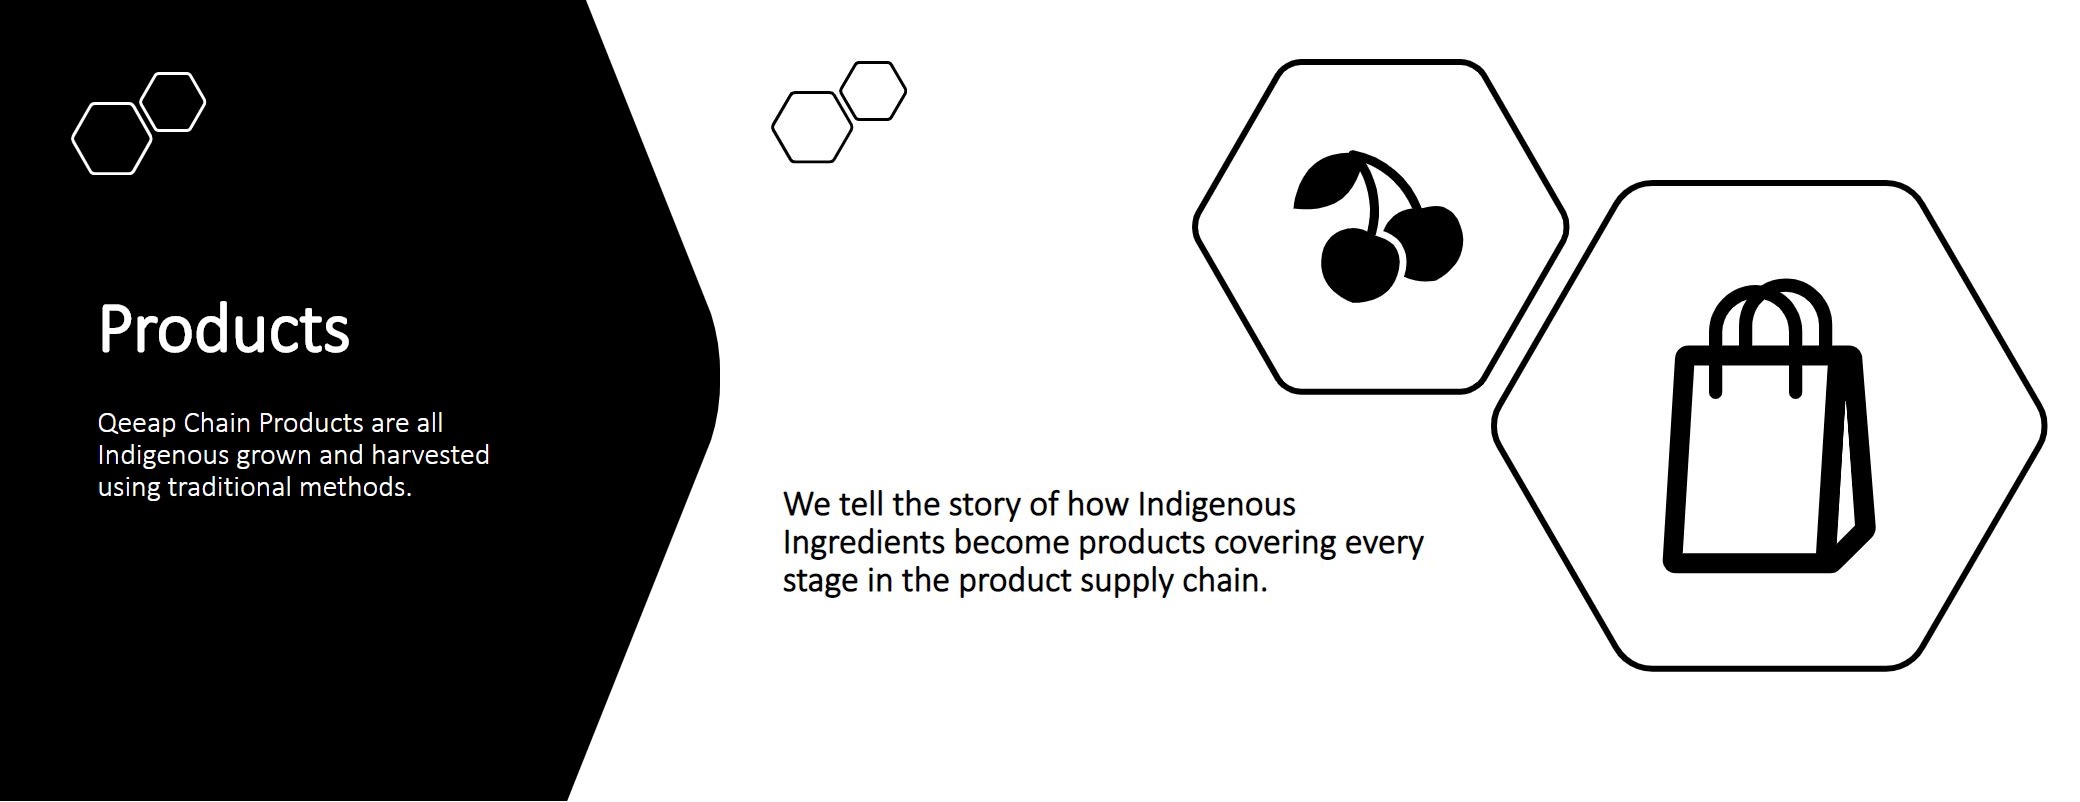 Products
Qeeap Chain Products are all
Indigenous grown and harvested
using traditional methods.
We tell the story of how Indigenous
Ingredients become products covering every
stage in the product supply chain.